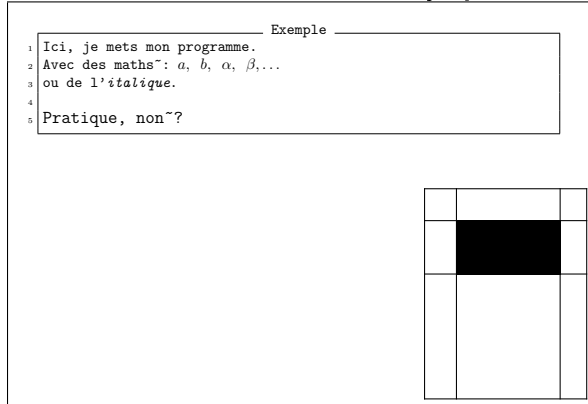 Exemple
1 Ici, je mets mon programme.
2 Avec des maths~: a, b, α, β,...
3 ou de l'italique.
4
5 Pratique, non~?